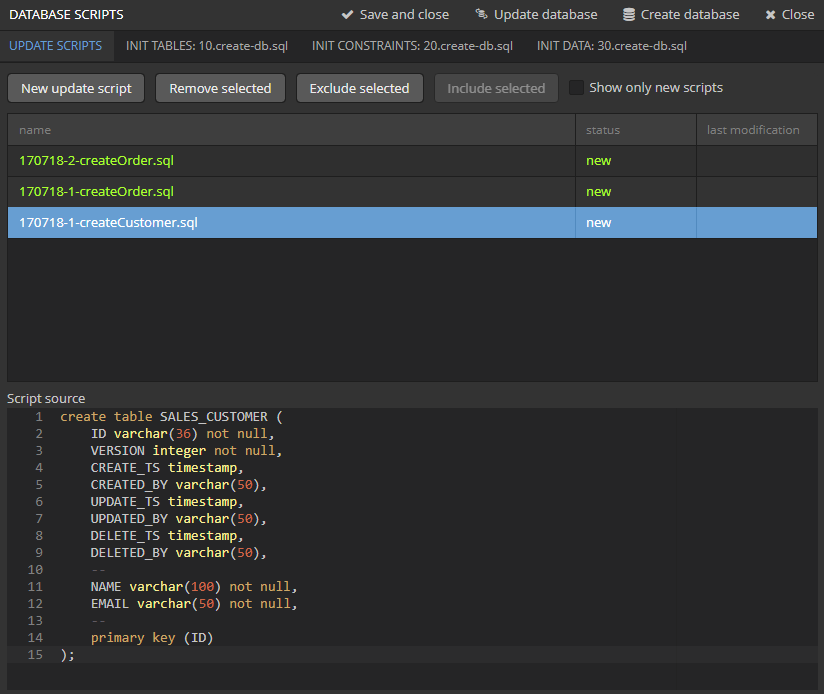 DATABASE SCRIPTS Save and close Update database Create database Close
UPDATE SCRIPTS INIT TABLES: 10.create-db.sql INIT CONSTRAINTS: 20.create-db.sql INIT DATA: 30.create-db.sql
New update script Remove selected Exclude selected Include selected Show only new scripts
name status last modification
170718-2-createOrder.sql new
170718-1-createOrder.sql new
170718-1-createCustomer.sql new
Script source
1 create table SALES_CUSTOMER (
2 ID varchar(36) not null,
3 VERSION integer not null,
4 CREATE_TS timestamp,
5 CREATED_BY varchar(50),
6 UPDATE_TS timestamp,
7 UPDATED_BY varchar(50),
8 DELETE_TS timestamp,
9 DELETED_BY varchar(50),
10 --
11 NAME varchar(100) not null,
12 EMAIL varchar(50) not null,
13 --
14 primary key (ID)
15 );